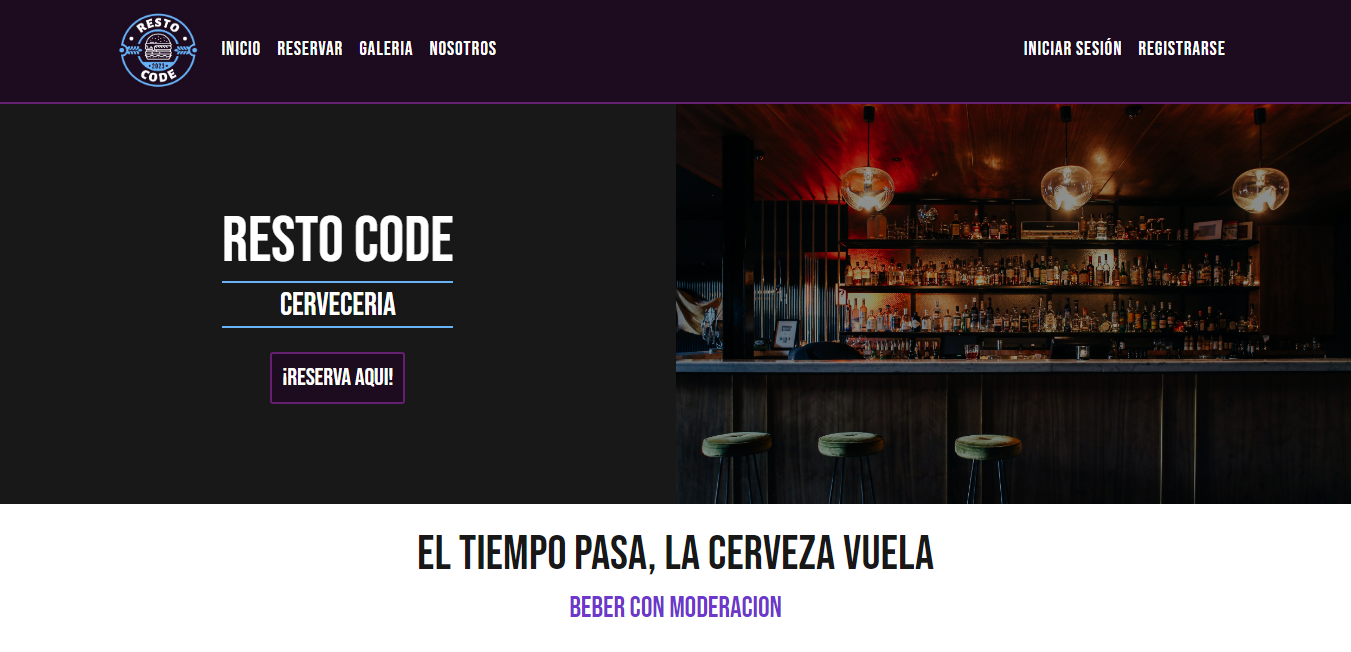 RESTO
2023
CODE
INICIO RESERVAR GALERIA NOSOTROS INICIAR SESIÓN REGISTRARSE
RESTO CODE
CERVECERIA
¡RESERVA AQUI!
EL TIEMPO PASA, LA CERVEZA VUELA
BEBER CON MODERACION